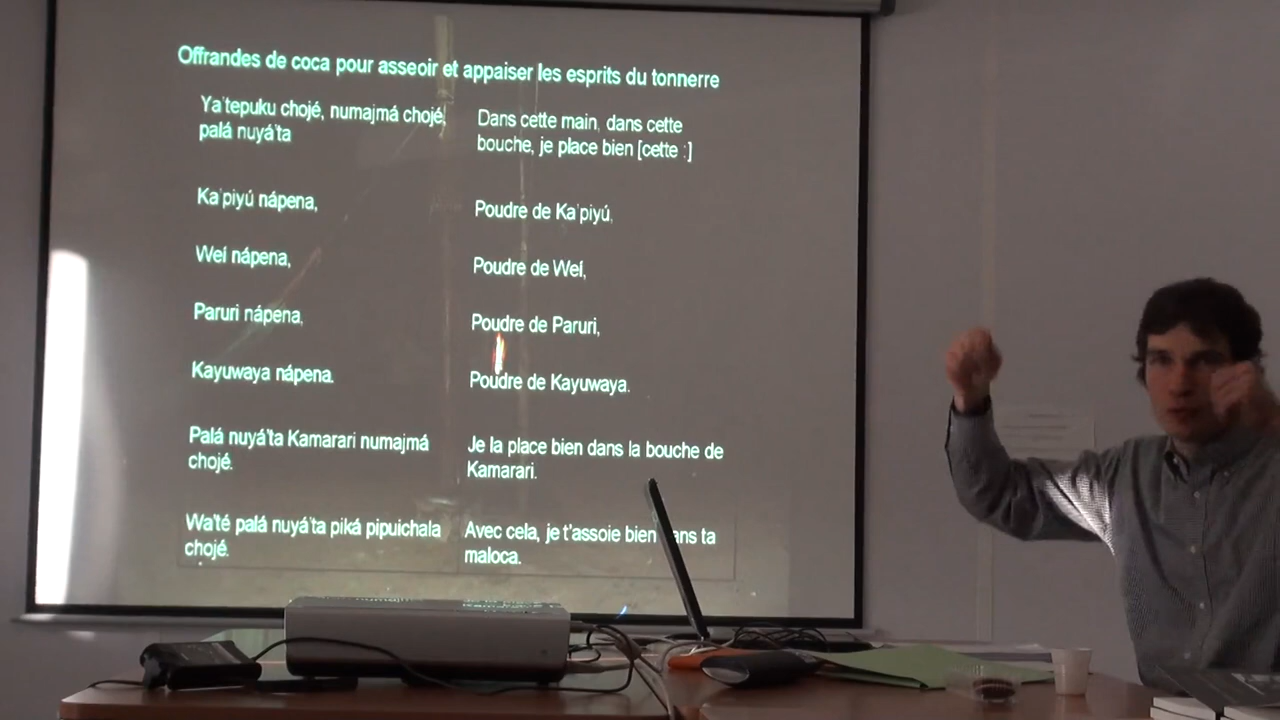 Offrandes de coca pour asseoir et appaiser les esprits du tonnerre
Ya'tepuku chojé, numajmá chojé,
palá nuyá'ta
Dans cette main, dans cette
bouche, je place bien [cette :]
Ka'piyú nápena,
Poudre de Ka'piyú,
Weí nápena,
Poudre de Weí,
Paruri nápena,
Poudre de Paruri,
Kayuwaya nápena.
Poudre de Kayuwaya.
Palá nuyá'ta Kamarari numajmá
chojé.
Je la place bien dans la bouche de
Kamarari.
Wa'té palá nuyá'ta piká pipuichala
chojé.
Avec cela, je t'assoie bien dans ta
maloca.